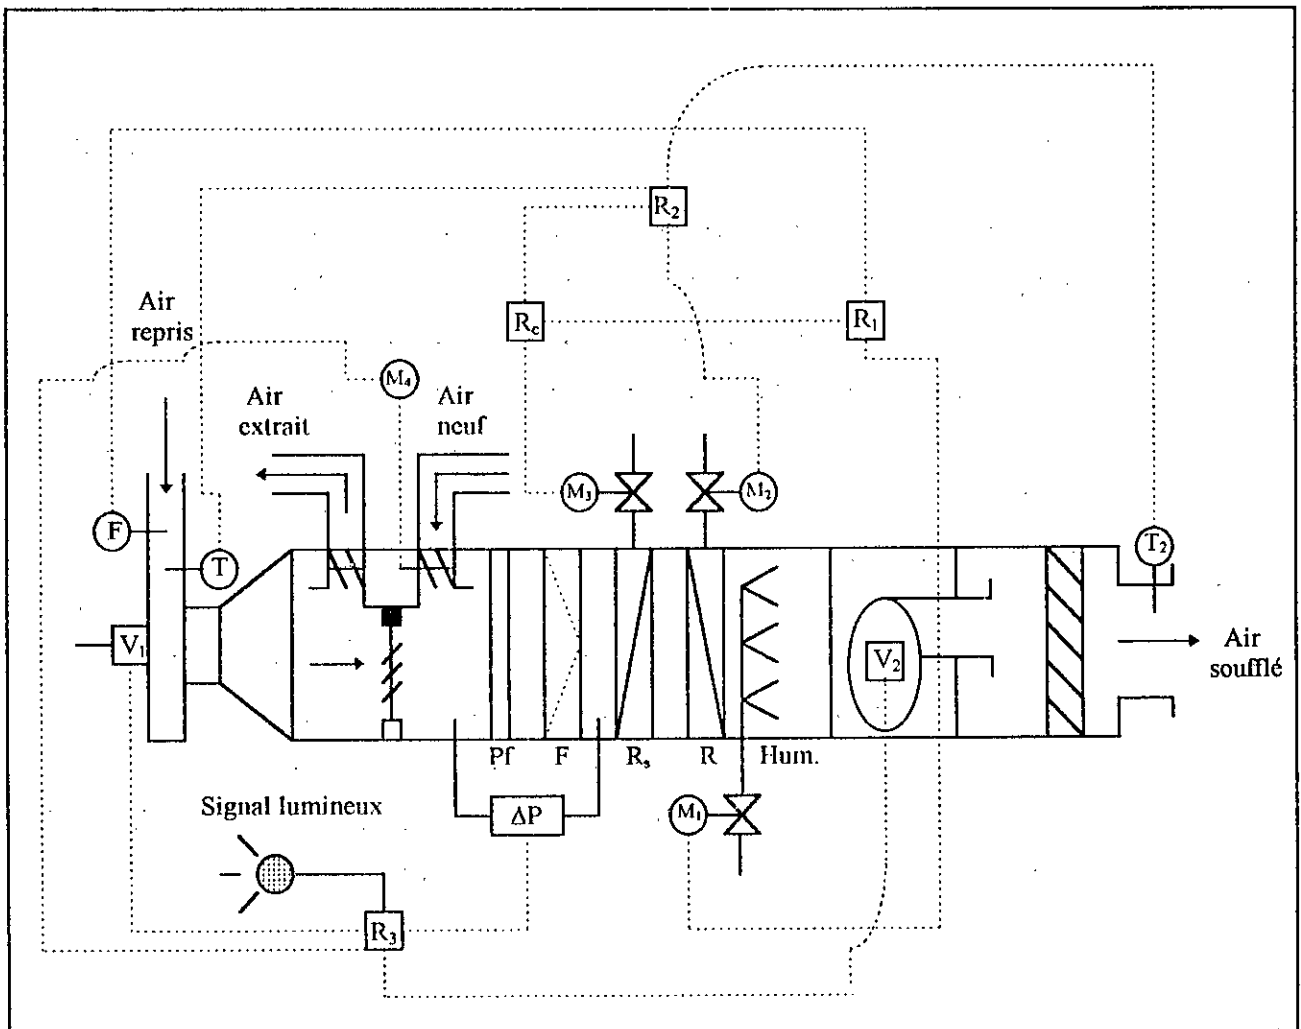 R₂
Rc
R₁
Air
repris
M₄
Air
extrait
Air
neuf
M₃
M₂
F
T
T₂
V₁
V₂
Air
soufflé
Pf
F
Rs
R
Hum.
Signal lumineux
ΔP
M₁
R₃